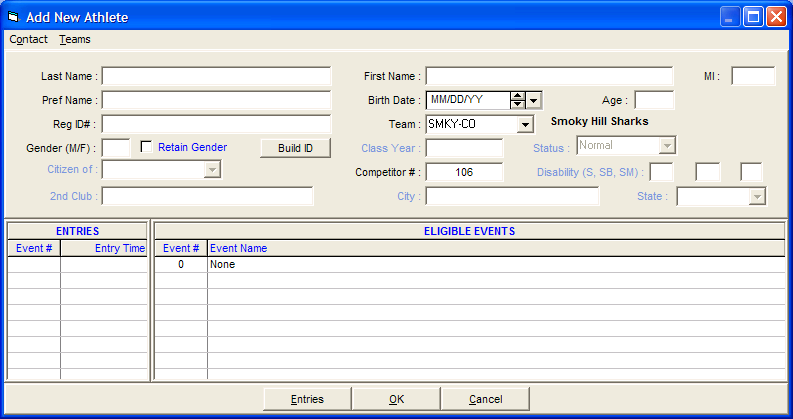 Add New Athlete
Contact Teams
Last Name : First Name : MI :
Pref Name : Birth Date : MM/DD/YY Age :
Reg ID# : Team : SMKY-CO Smoky Hill Sharks
Gender (M/F) : Retain Gender Build ID Class Year : Status : Normal
Citizen of : Competitor # : 106 Disability (S, SB, SM) :
2nd Club : City : State :
ENTRIES ELIGIBLE EVENTS
Event # Entry Time Event # Event Name
0 None
Entries OK Cancel